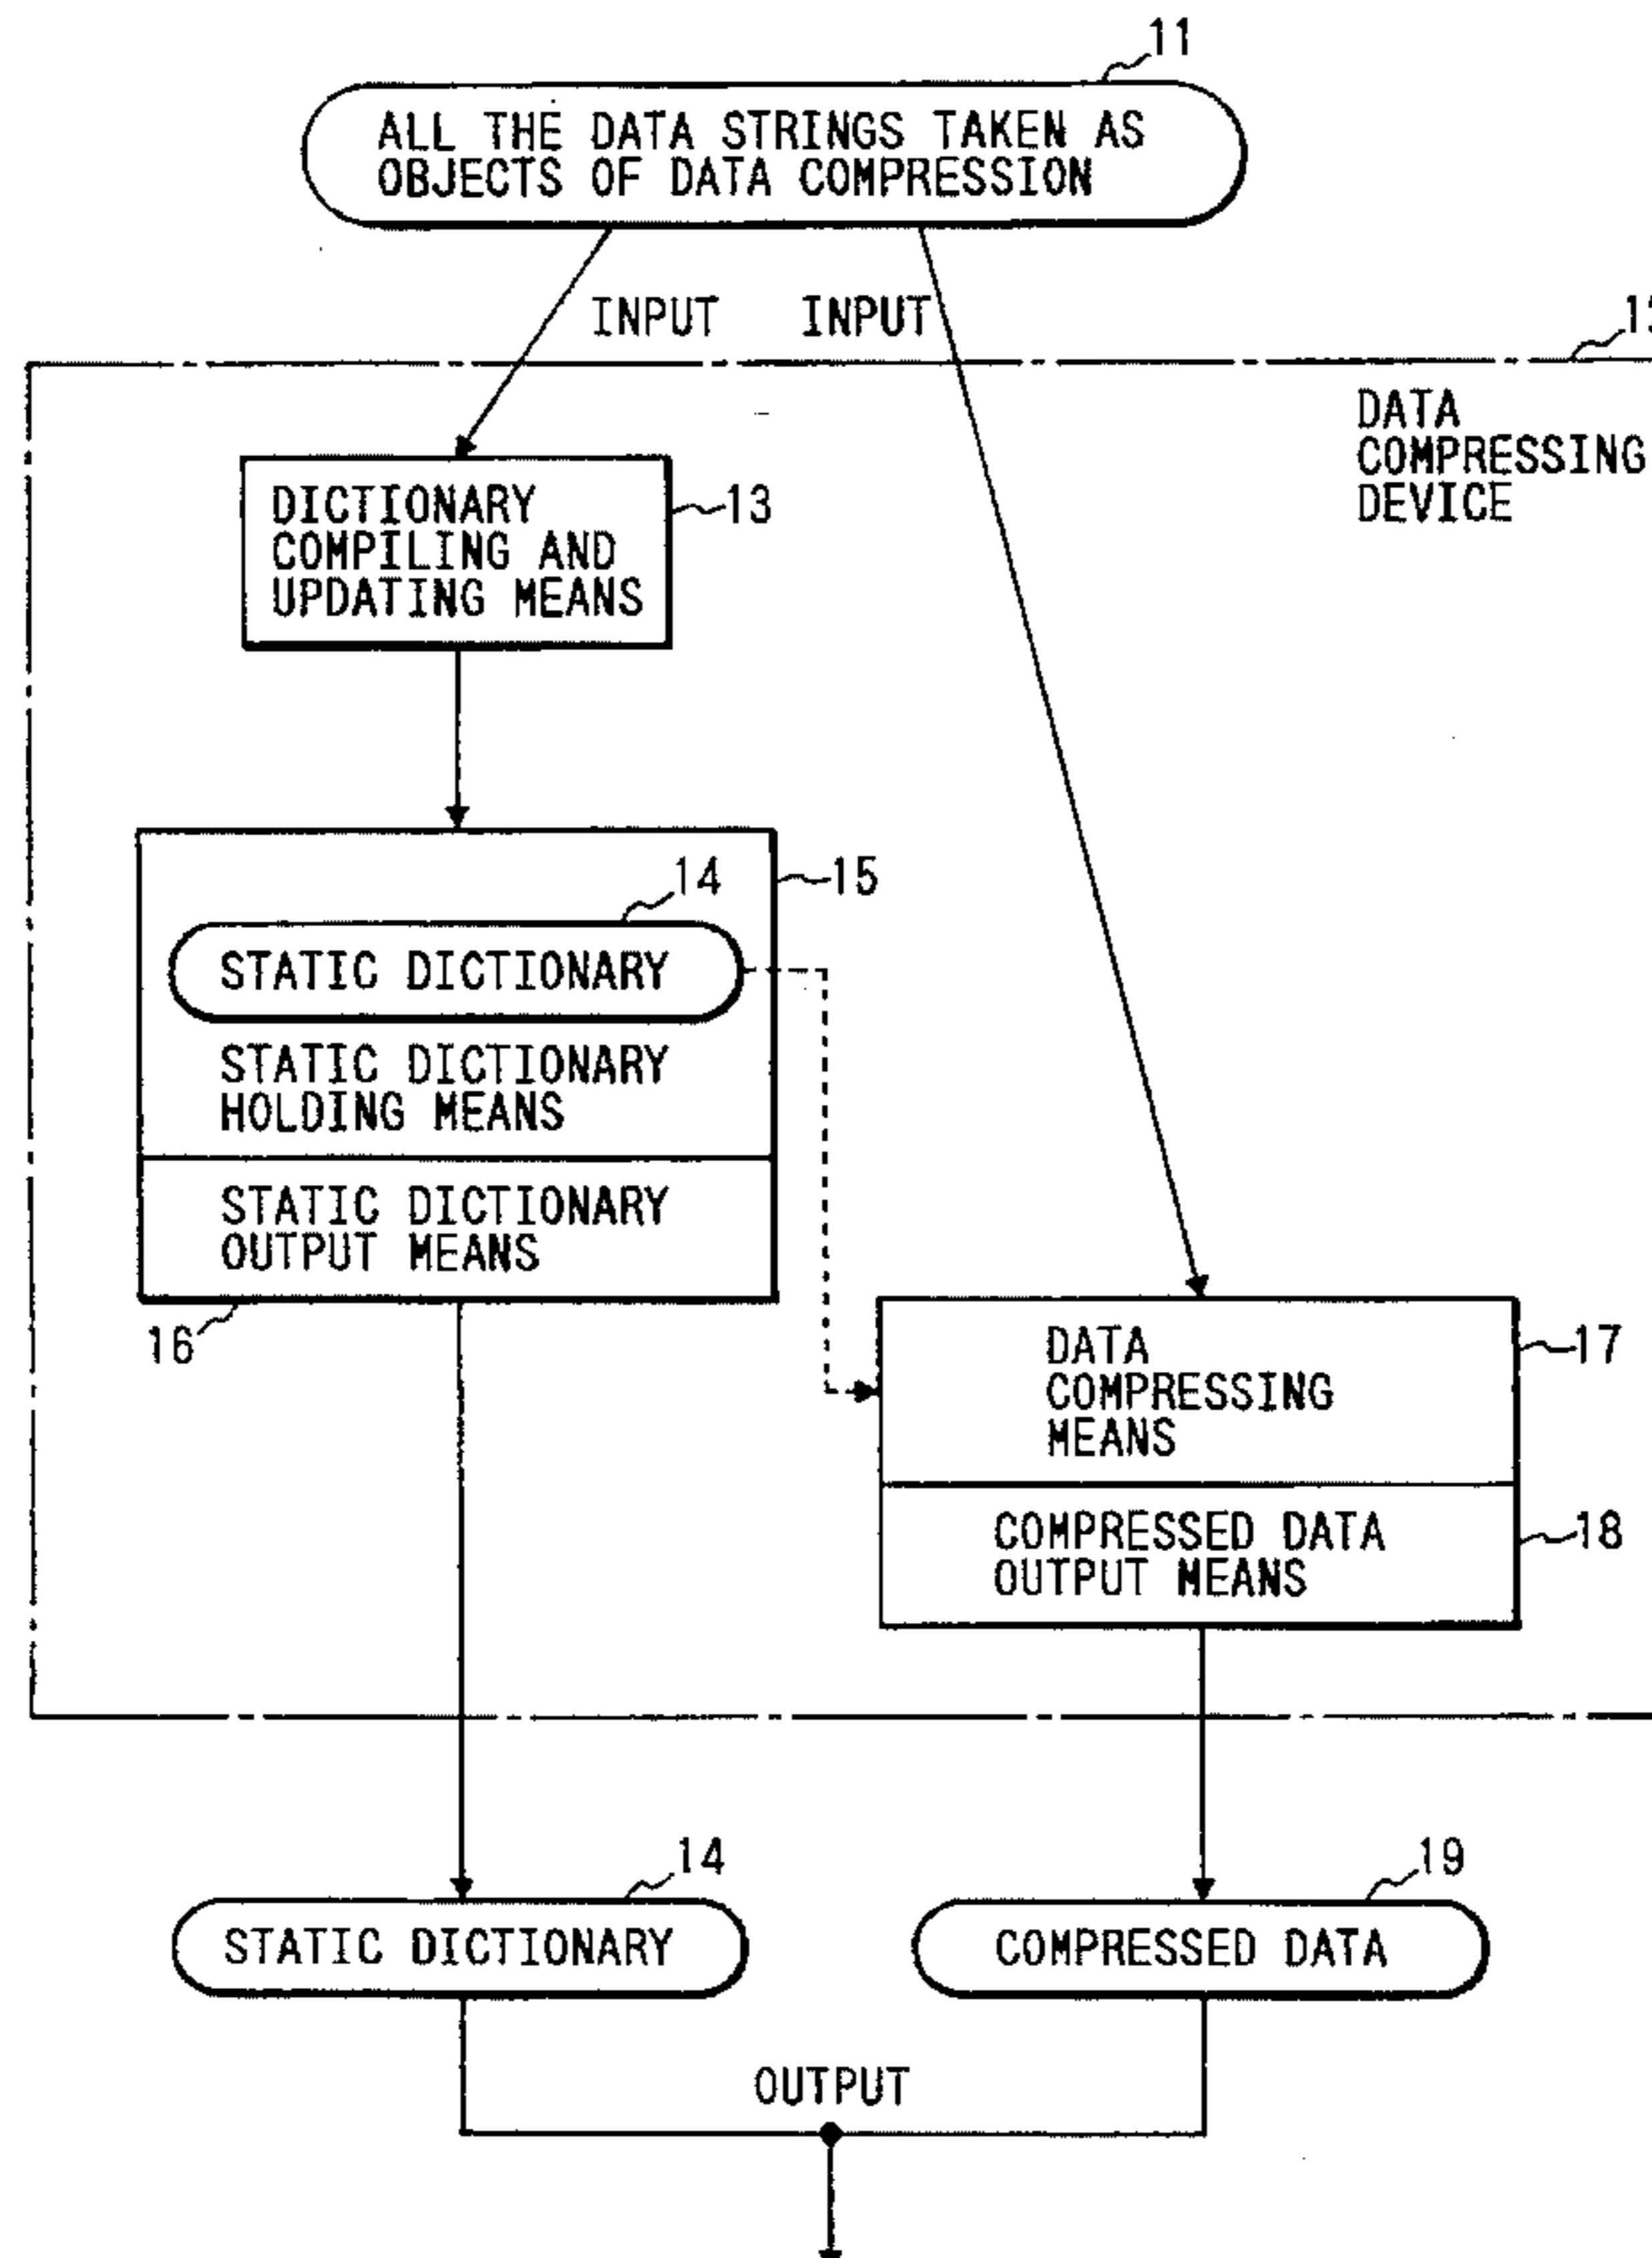 11
ALL THE DATA STRINGS TAKEN AS
OBJECTS OF DATA COMPRESSION
INPUT INPUT
DATA
COMPRESSING
DEVICE
DICTIONARY
COMPILING AND
UPDATING MEANS
13
14
15
STATIC DICTIONARY
STATIC DICTIONARY
HOLDING MEANS
STATIC DICTIONARY
OUTPUT MEANS
16
DATA
COMPRESSING
MEANS
17
COMPRESSED DATA
OUTPUT MEANS
18
14
STATIC DICTIONARY
19
COMPRESSED DATA
OUTPUT